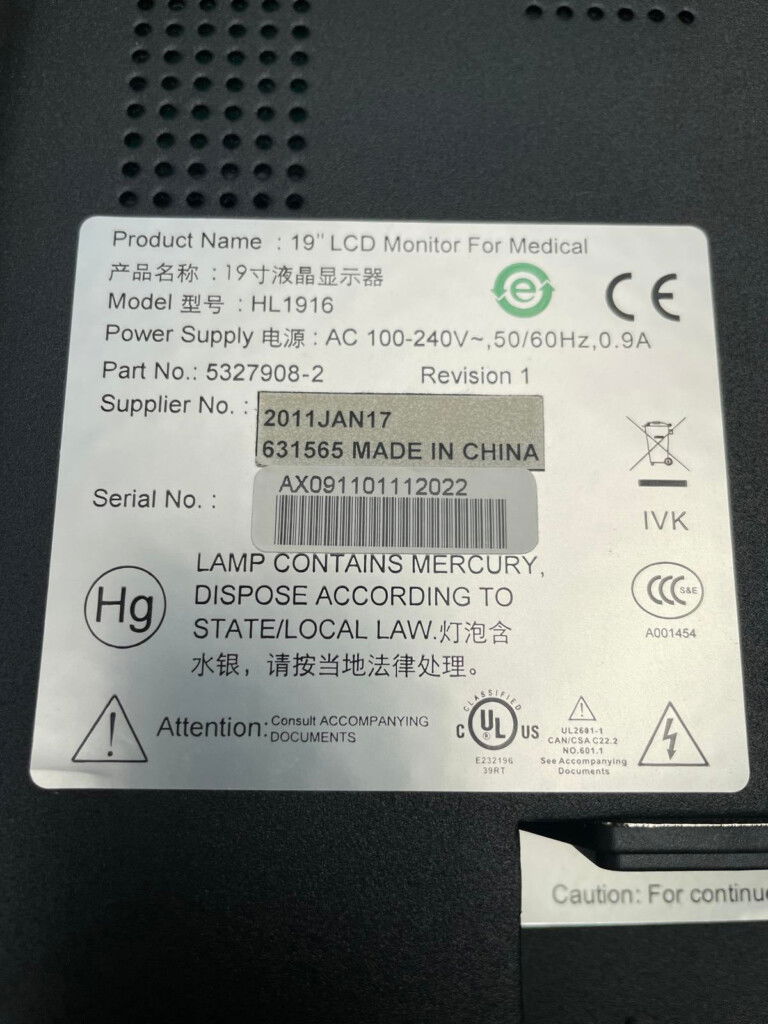 Product Name : 19" LCD Monitor For Medical
产品名称 : 19寸液晶显示器
Model 型号 : HL1916
e
CE
Power Supply 电源 : AC 100-240V~,50/60Hz,0.9A
Part No.: 5327908-2 Revision 1
Supplier No. :
2011JAN17
631565 MADE IN CHINA
Serial No. :
AX091101112022
IVK
Hg
LAMP CONTAINS MERCURY,
DISPOSE ACCORDING TO
STATE/LOCAL LAW.灯泡含
水银，请按当地法律处理。
CCC S&E
A001454
Attention: Consult ACCOMPANYING
DOCUMENTS
CLASSIFIED
C UL ® US
E232196
39RT
UL2601-1
CAN/CSA C22.2
NO.601.1
See Accompanying
Documents
Caution: For continue